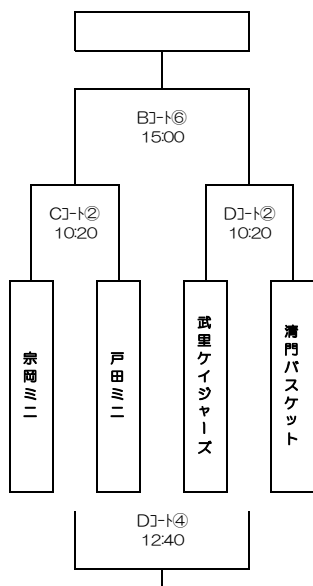 Bｺｰﾄ⑥
15:00
Cｺｰﾄ②
10:20
Dｺｰﾄ②
10:20
宗岡ミニ
戸田ミニ
武里ケイジャーズ
清門バスケット
Dｺｰﾄ④
12:40